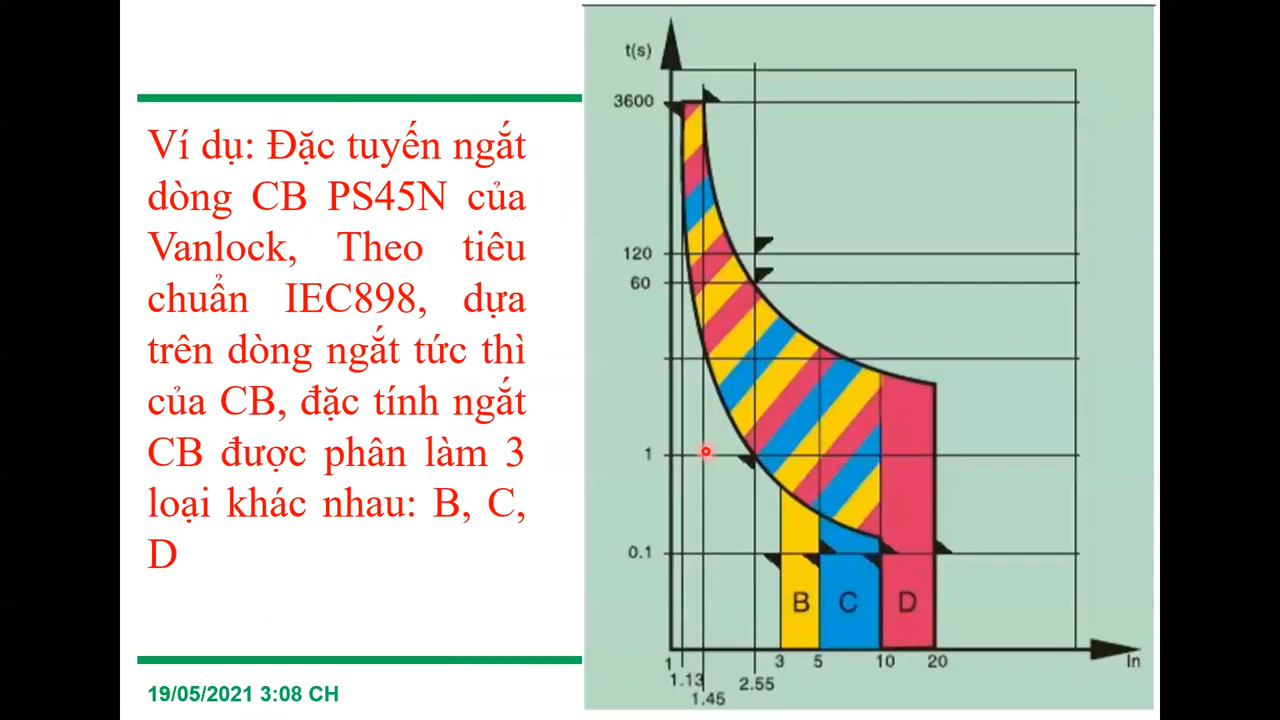 Ví dụ: Đặc tuyến ngắt
dòng CB PS45N của
Vanlock, Theo tiêu
chuẩn IEC898, dựa
trên dòng ngắt tức thì
của CB, đặc tính ngắt
CB được phân làm 3
loại khác nhau: B, C,
D
19/05/2021 3:08 CH
t(s)
3600
120
60
1
0.1
B C D
1 3 5 10 20 In
1.13 2.55
1.45